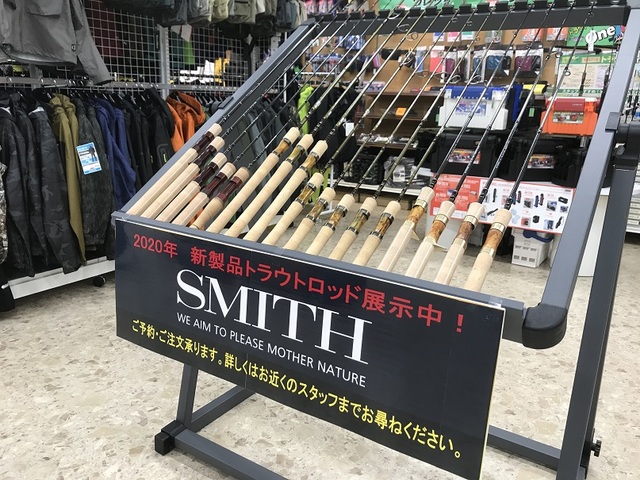 2020年 新製品トラウトロッド展示中！
SMITH
WE AIM TO PLEASE MOTHER NATURE
ご予約・ご注文承ります。詳しくはお近くのスタッフまでお尋ねください。
one